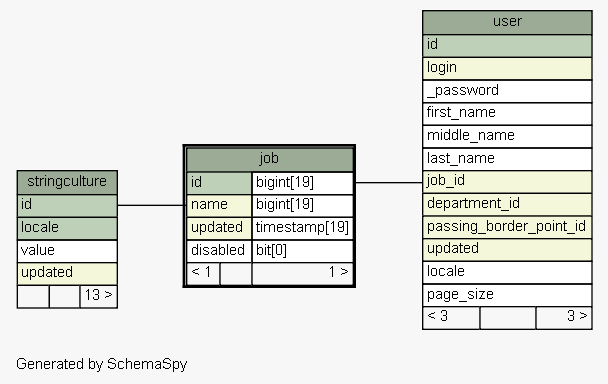 user
id
login
_password
first_name
middle_name
last_name
job_id
department_id
passing_border_point_id
updated
locale
page_size
< 3 3 >
job
id bigint[19]
name bigint[19]
updated timestamp[19]
disabled bit[0]
< 1 1 >
stringculture
id
locale
value
updated
13 >
Generated by SchemaSpy